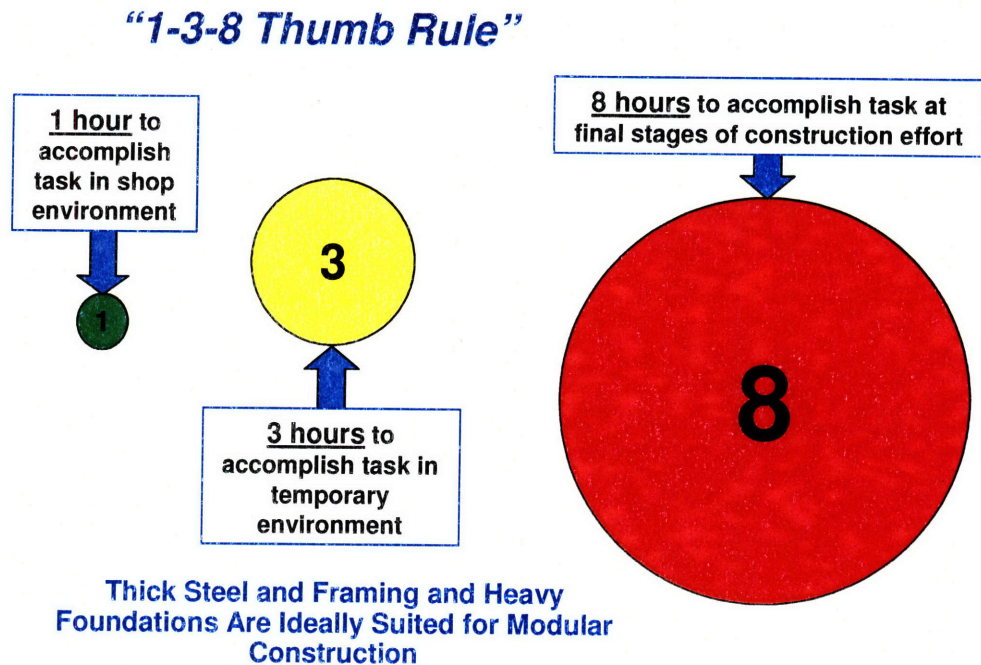 "1-3-8 Thumb Rule"
1 hour to
accomplish
task in shop
environment
1
3
3 hours to
accomplish task in
temporary
environment
8 hours to accomplish task at
final stages of construction effort
8
Thick Steel and Framing and Heavy
Foundations Are Ideally Suited for Modular
Construction